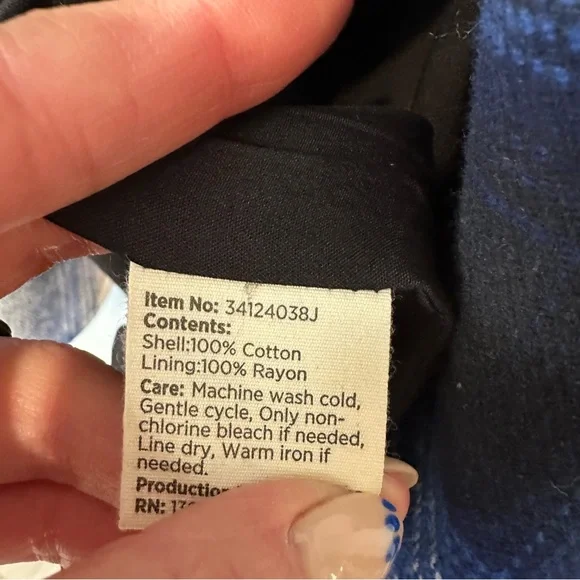 Item No: 34124038J
Contents:
Shell:100% Cotton
Lining:100% Rayon
Care: Machine wash cold,
Gentle cycle, Only non-
chlorine bleach if needed,
Line dry, Warm iron if
needed.
Production
RN: